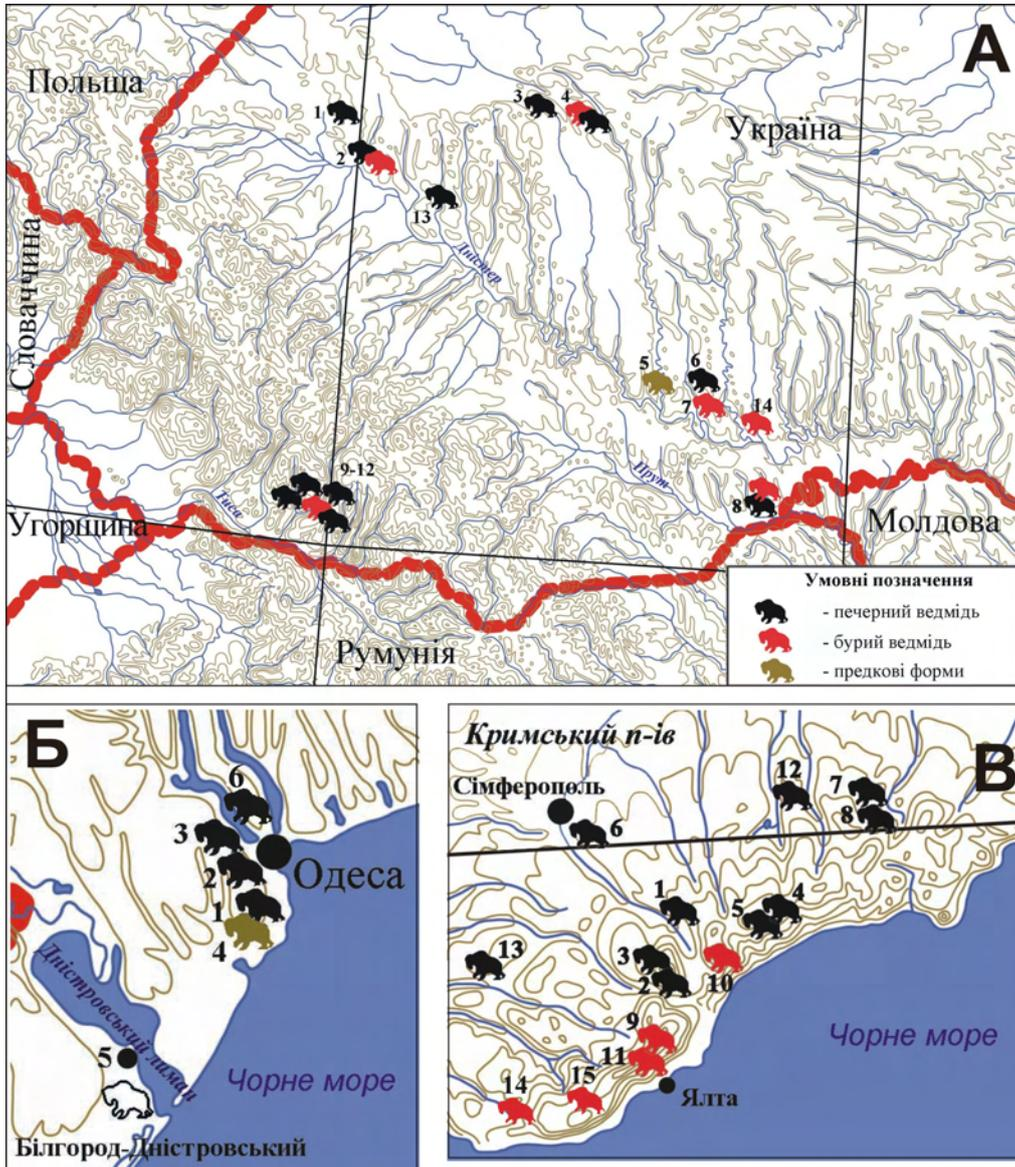 А
Польща
1
3
4
Україна
2
13
Дністер
Словаччина
5
6
7
14
9-12
Прут
Тиса
8
Угорщина
Молдова
Румунія
Умовні позначення
- печерний ведмідь
- бурий ведмідь
- предкові форми
Б
6
3
Одеса
2
1
4
Дністровський лиман
5
Чорне море
Білгород-Дністровський
В
Кримський п-ів
Сімферополь
12
7
8
6
1
4
5
13
3
2
10
9
Чорне море
11
14
15
Ялта